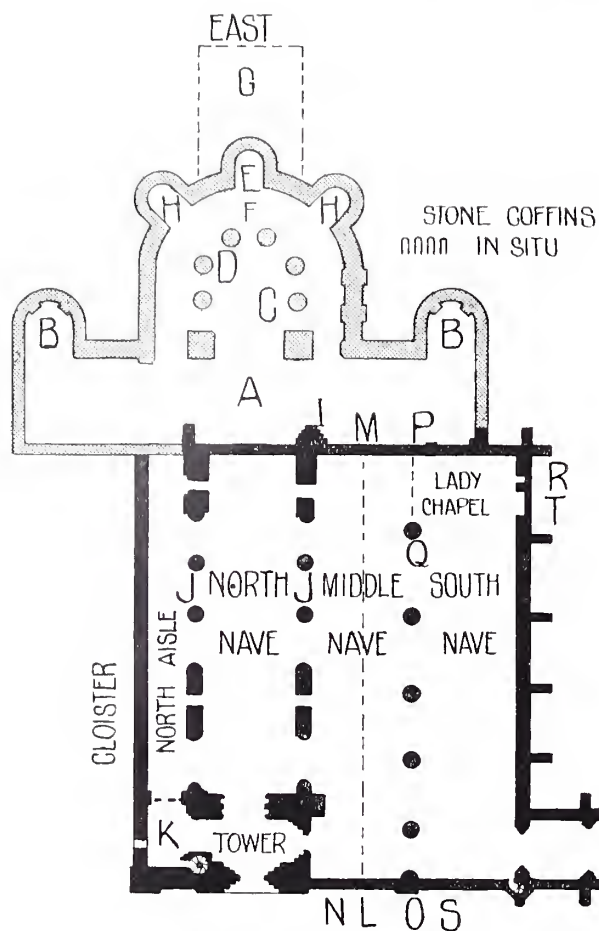 EAST
G
E
H F H
STONE COFFINS
IN SITU
D
C
B B
A
I M P
LADY
CHAPEL
R
T
Q
J NORTH J MIDDLE SOUTH
NAVE NAVE NAVE
NORTH AISLE
CLOISTER
K TOWER
N L O S